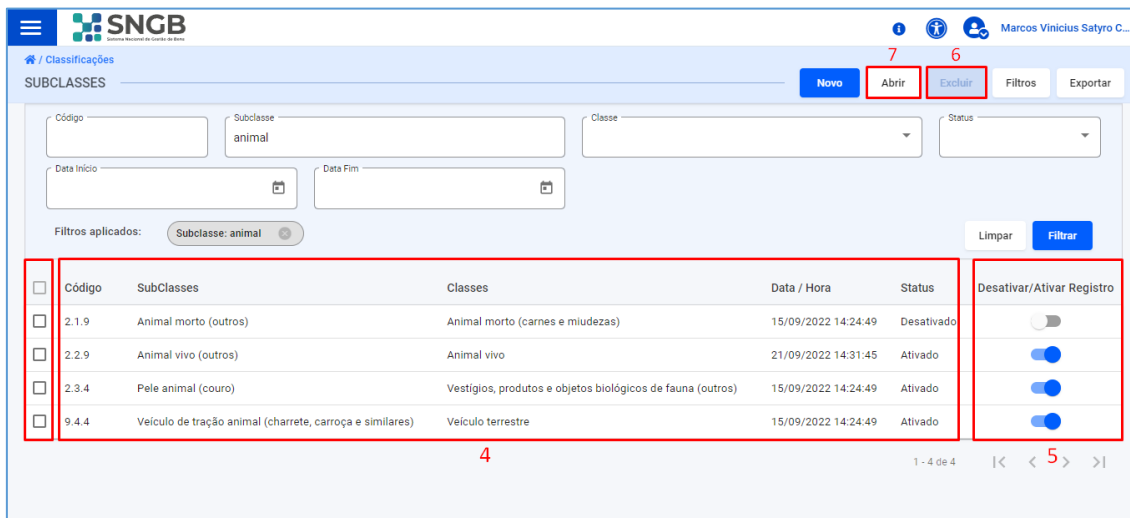 SNGB
Sistema Nacional de Gestão de Bens
Marcos Vinicius Satyro C...
/ Classificações
7
6
SUBCLASSES
Novo
Abrir
Excluir
Filtros
Exportar
Código
Subclasse
Classe
Status
animal
Data Início
Data Fim
Filtros aplicados:
Subclasse: animal
Limpar
Filtrar
Código SubClasses Classes Data / Hora Status Desativar/Ativar Registro
2.1.9 Animal morto (outros) Animal morto (carnes e miudezas) 15/09/2022 14:24:49 Desativado
2.2.9 Animal vivo (outros) Animal vivo 21/09/2022 14:31:45 Ativado
2.3.4 Pele animal (couro) Vestígios, produtos e objetos biológicos de fauna (outros) 15/09/2022 14:24:49 Ativado
9.4.4 Veículo de tração animal (charrete, carroça e similares) Veículo terrestre 15/09/2022 14:24:49 Ativado
4
5
1 - 4 de 4